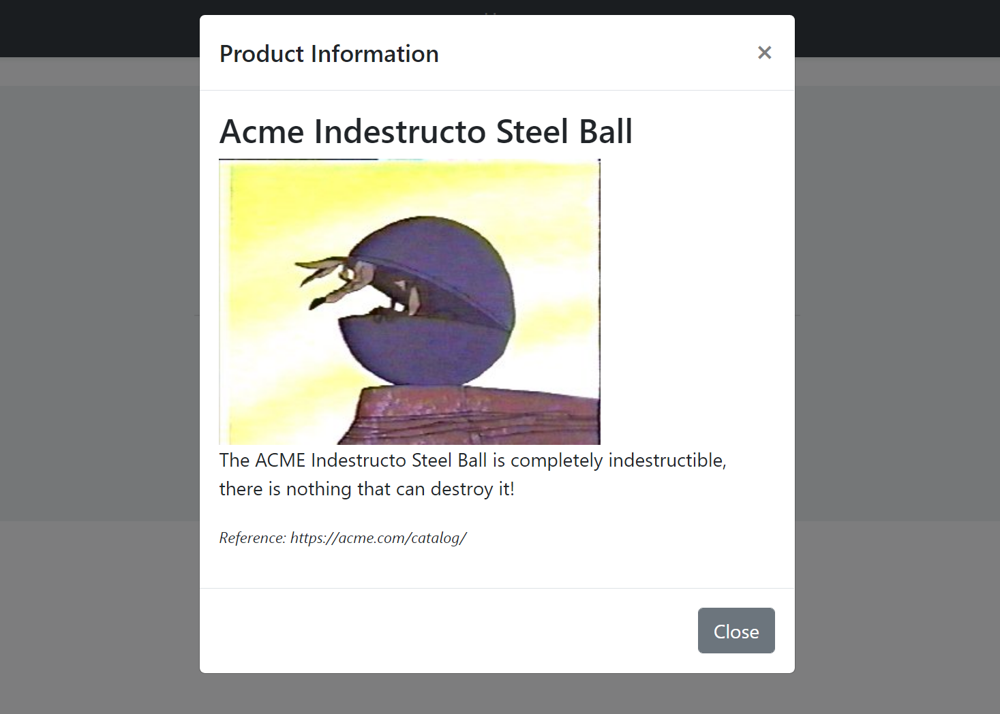 Product Information
×
Acme Indestructo Steel Ball
The ACME Indestructo Steel Ball is completely indestructible,
there is nothing that can destroy it!
Reference: https://acme.com/catalog/
Close